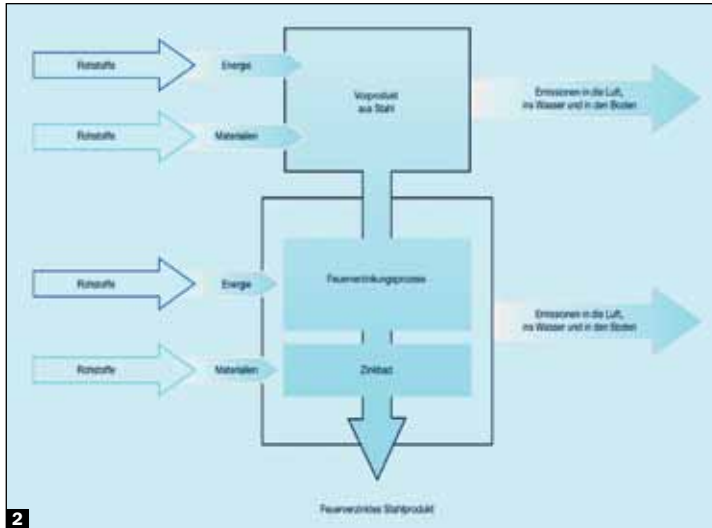 Rohstoffe
Energie
Vorprodukt
aus Stahl
Emissionen in die Luft,
ins Wasser und in den Boden
Rohstoffe
Materialien
Rohstoffe
Energie
Feuerverzinkungsprozesse
Emissionen in die Luft,
ins Wasser und in den Boden
Rohstoffe
Materialien
Zinkbad
Feuerverzinktes Stahlprodukt
2